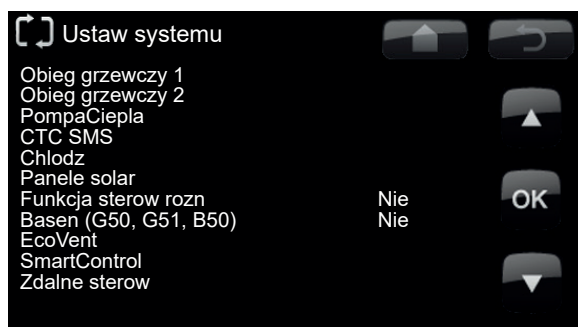 Ustaw systemu
Obieg grzewczy 1
Obieg grzewczy 2
PompaCiepla
CTC SMS
Chlodz
Panele solar
Funkcja sterow rozn Nie
Basen (G50, G51, B50) Nie
EcoVent
SmartControl
Zdalne sterow
OK